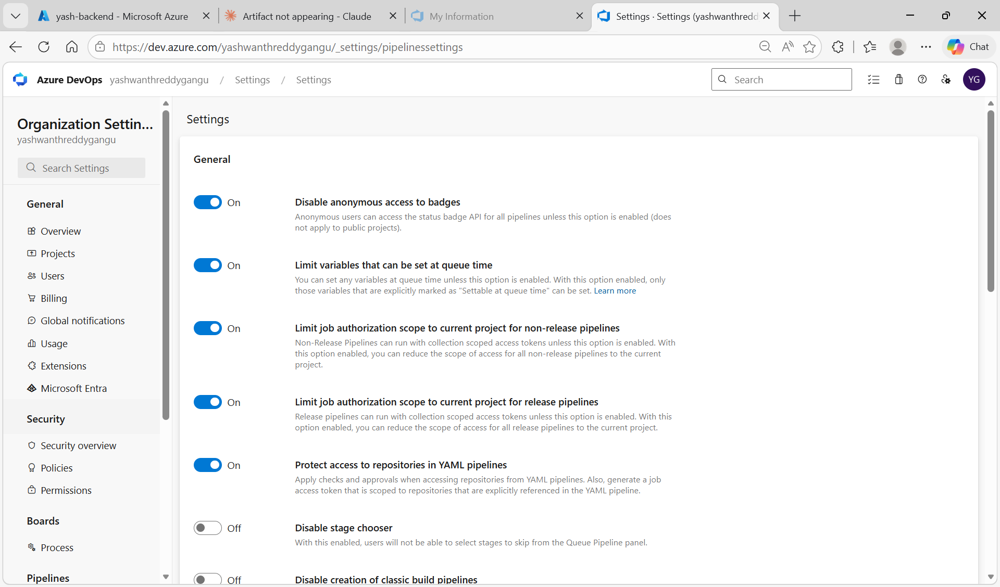 yash-backend - Microsoft Azure
Artifact not appearing - Claude
My Information
Settings · Settings (yashwanthredd
https://dev.azure.com/yashwanthreddygangu/_settings/pipelinessettings
Chat
Azure DevOps yashwanthreddygangu / Settings / Settings
Search
YG
Organization Settin...
yashwanthreddygangu
Search Settings
General
Overview
Projects
Users
Billing
Global notifications
Usage
Extensions
Microsoft Entra
Security
Security overview
Policies
Permissions
Boards
Process
Pipelines
Settings
General
On
Disable anonymous access to badges
Anonymous users can access the status badge API for all pipelines unless this option is enabled (does
not apply to public projects).
On
Limit variables that can be set at queue time
You can set any variables at queue time unless this option is enabled. With this option enabled, only
those variables that are explicitly marked as "Settable at queue time" can be set. Learn more
On
Limit job authorization scope to current project for non-release pipelines
Non-Release Pipelines can run with collection scoped access tokens unless this option is enabled. With
this option enabled, you can reduce the scope of access for all non-release pipelines to the current
project.
On
Limit job authorization scope to current project for release pipelines
Release pipelines can run with collection scoped access tokens unless this option is enabled. With this
option enabled, you can reduce the scope of access for all release pipelines to the current project.
On
Protect access to repositories in YAML pipelines
Apply checks and approvals when accessing repositories from YAML pipelines. Also, generate a job
access token that is scoped to repositories that are explicitly referenced in the YAML pipeline.
Off
Disable stage chooser
With this enabled, users will not be able to select stages to skip from the Queue Pipeline panel.
Off
Disable creation of classic build pipelines